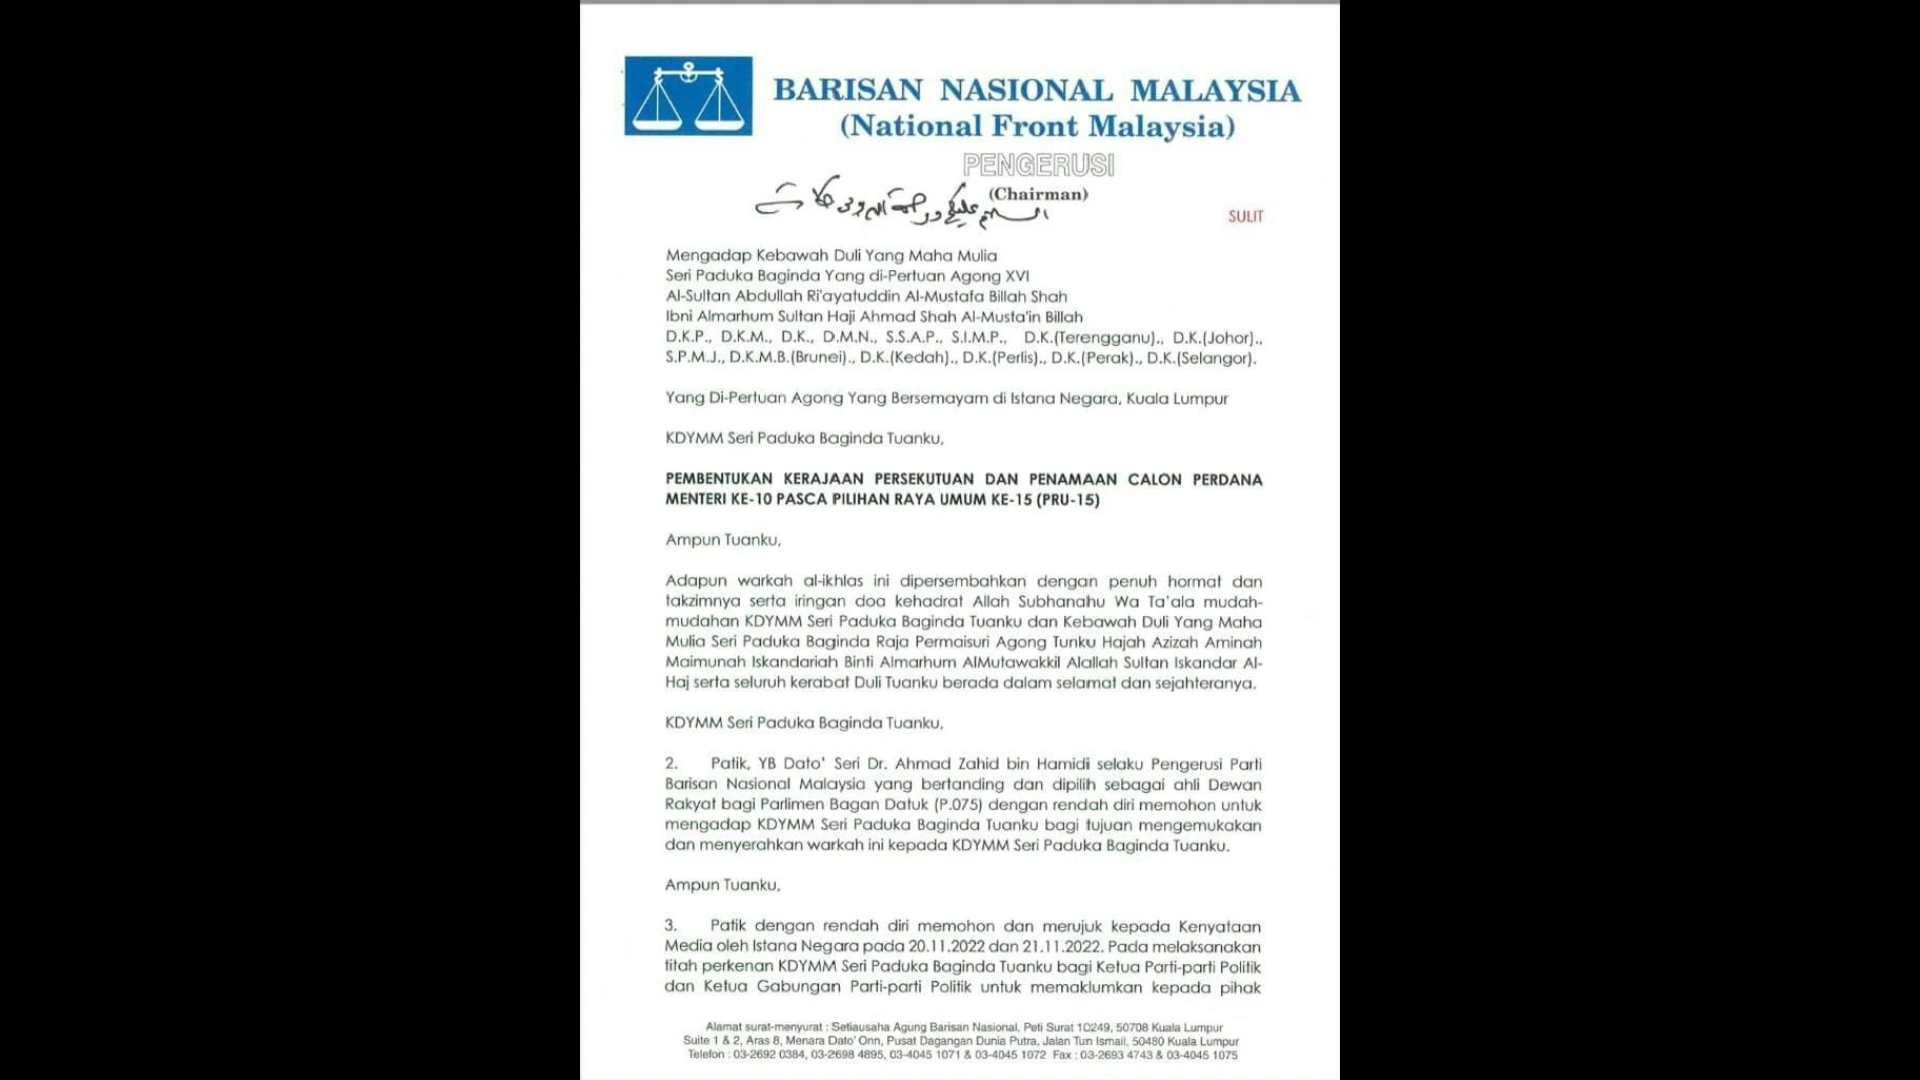 BARISAN NASIONAL MALAYSIA
(National Front Malaysia)
PENGERUSI
(Chairman)
السلام عليكم ورحمة الله وبركاته
SULIT
Mengadap Kebawah Duli Yang Maha Mulia
Seri Paduka Baginda Yang di-Pertuan Agong XVI
Al-Sultan Abdullah Ri'ayatuddin Al-Mustafa Billah Shah
Ibni Almarhum Sultan Haji Ahmad Shah Al-Musta'in Billah
D.K.P., D.K.M., D.K., D.M.N., S.S.A.P., S.I.M.P., D.K.(Terengganu)., D.K.(Johor).,
S.P.M.J., D.K.M.B.(Brunei)., D.K.(Kedah)., D.K.(Perlis)., D.K.(Perak)., D.K.(Selangor).
Yang Di-Pertuan Agong Yang Bersemayam di Istana Negara, Kuala Lumpur
KDYMM Seri Paduka Baginda Tuanku,
PEMBENTUKAN KERAJAAN PERSEKUTUAN DAN PENAMAAN CALON PERDANA
MENTERI KE-10 PASCA PILIHAN RAYA UMUM KE-15 (PRU-15)
Ampun Tuanku,
Adapun warkah al-ikhlas ini dipersembahkan dengan penuh hormat dan
takzimnya serta iringan doa kehadrat Allah Subhanahu Wa Ta'ala mudah-
mudahan KDYMM Seri Paduka Baginda Tuanku dan Kebawah Duli Yang Maha
Mulia Seri Paduka Baginda Raja Permaisuri Agong Tunku Hajah Azizah Aminah
Maimunah Iskandariah Binti Almarhum AlMutawakkil Alallah Sultan Iskandar Al-
Haj serta seluruh kerabat Duli Tuanku berada dalam selamat dan sejahteranya.
KDYMM Seri Paduka Baginda Tuanku,
2. Patik, YB Dato' Seri Dr. Ahmad Zahid bin Hamidi selaku Pengerusi Parti
Barisan Nasional Malaysia yang bertanding dan dipilih sebagai ahli Dewan
Rakyat bagi Parlimen Bagan Datuk (P.075) dengan rendah diri memohon untuk
mengadap KDYMM Seri Paduka Baginda Tuanku bagi tujuan mengemukakan
dan menyerahkan warkah ini kepada KDYMM Seri Paduka Baginda Tuanku.
Ampun Tuanku,
3. Patik dengan rendah diri memohon dan merujuk kepada Kenyataan
Media oleh Istana Negara pada 20.11.2022 dan 21.11.2022. Pada melaksanakan
titah perkenan KDYMM Seri Paduka Baginda Tuanku bagi Ketua Parti-parti Politik
dan Ketua Gabungan Parti-parti Politik untuk memaklumkan kepada pihak
Alamat surat-menyurat : Setiausaha Agung Barisan Nasional, Peti Surat 10249, 50708 Kuala Lumpur
Suite 1 & 2, Aras 8, Menara Dato' Onn, Pusat Dagangan Dunia Putra, Jalan Tun Ismail, 50480 Kuala Lumpur
Telefon : 03-2692 0384, 03-2698 4895, 03-4045 1071 & 03-4045 1072 Fax : 03-2693 4743 & 03-4045 1075